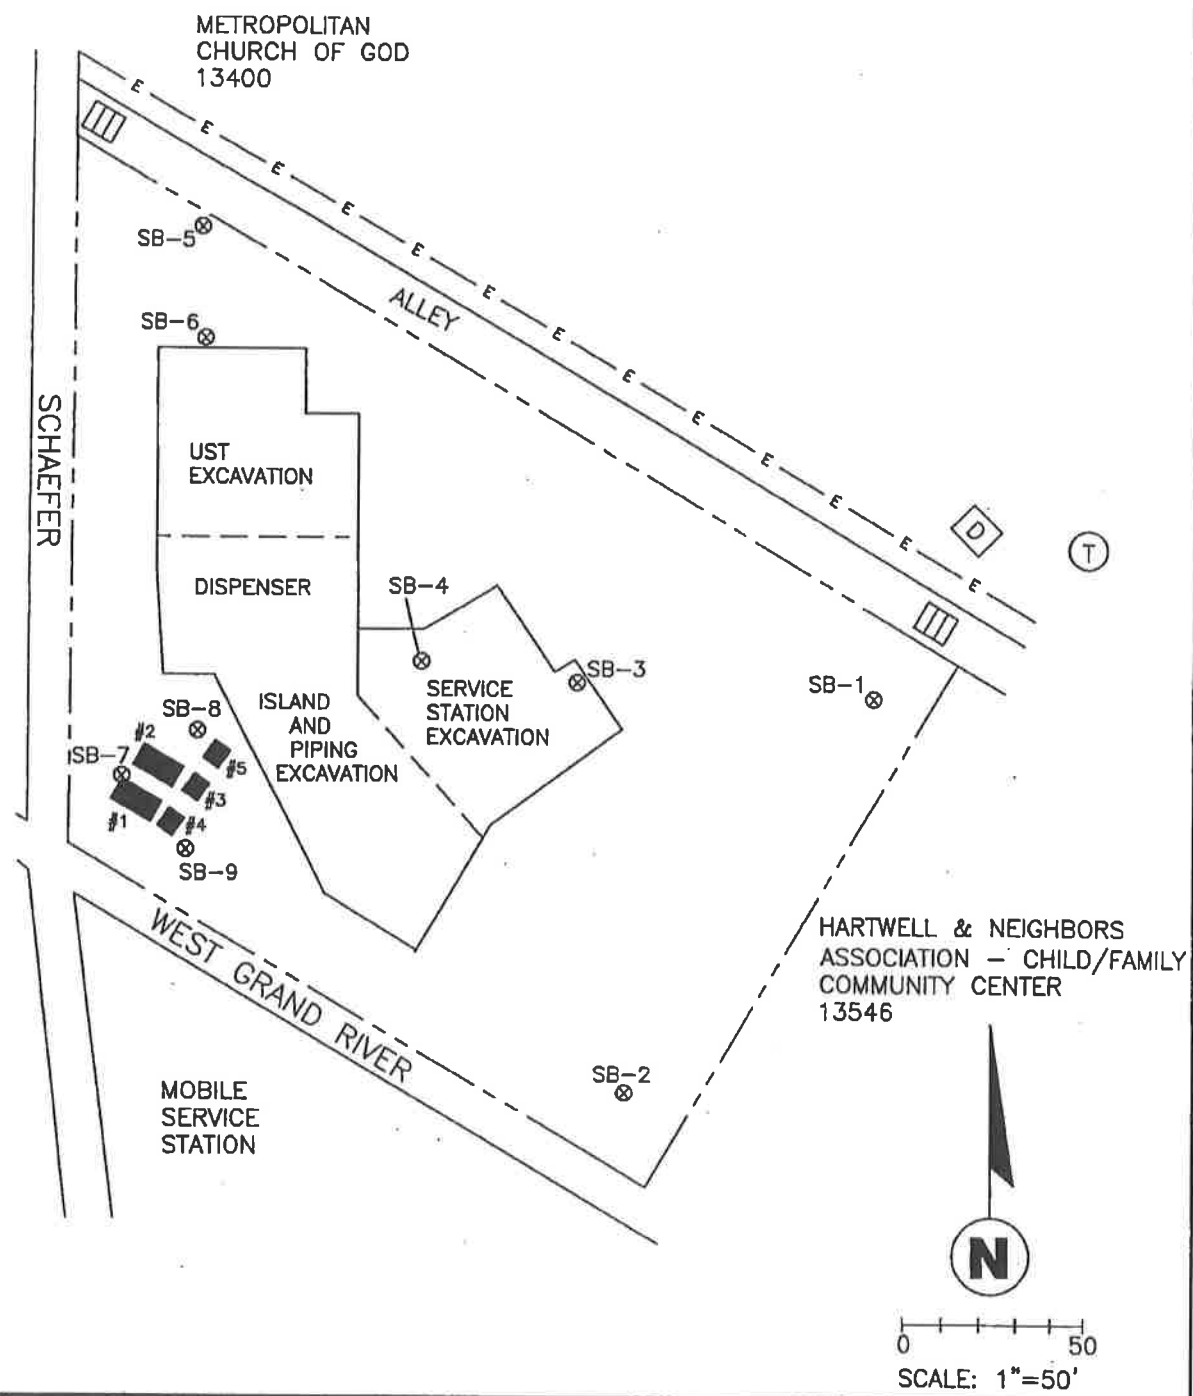 METROPOLITAN
CHURCH OF GOD
13400
E
E
E
E
E
E
E
E
E
E
E
E
E
SB-5
ALLEY
SB-6
SCHAEFER
UST
EXCAVATION
D
T
DISPENSER
SB-4
SB-3
SB-1
SERVICE
STATION
EXCAVATION
ISLAND
AND
PIPING
EXCAVATION
SB-8
#2
SB-7
#5
#3
#1
#4
SB-9
WEST GRAND RIVER
HARTWELL & NEIGHBORS
ASSOCIATION - CHILD/FAMILY
COMMUNITY CENTER
13546
SB-2
MOBILE
SERVICE
STATION
N
0 50
SCALE: 1"=50'